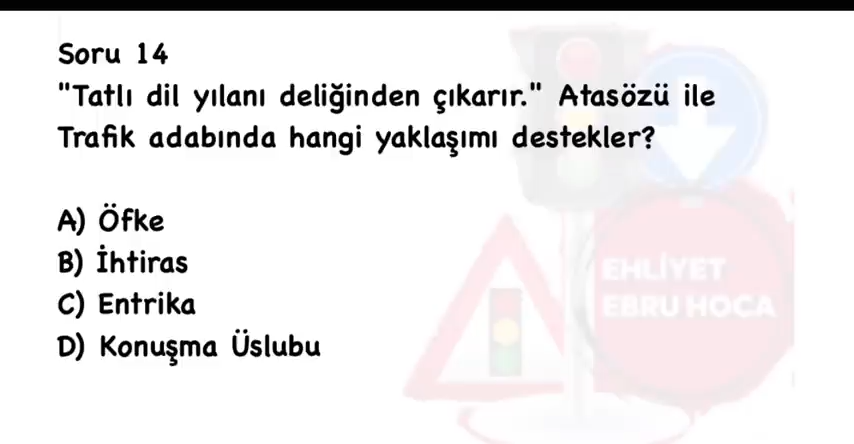 Soru 14
"Tatlı dil yılanı deliğinden çıkarır." Atasözü ile
Trafik adabında hangi yaklaşımı destekler?
A) Öfke
B) İhtiras
C) Entrika
D) Konuşma Üslubu
EHLİYET
EBRU HOCA